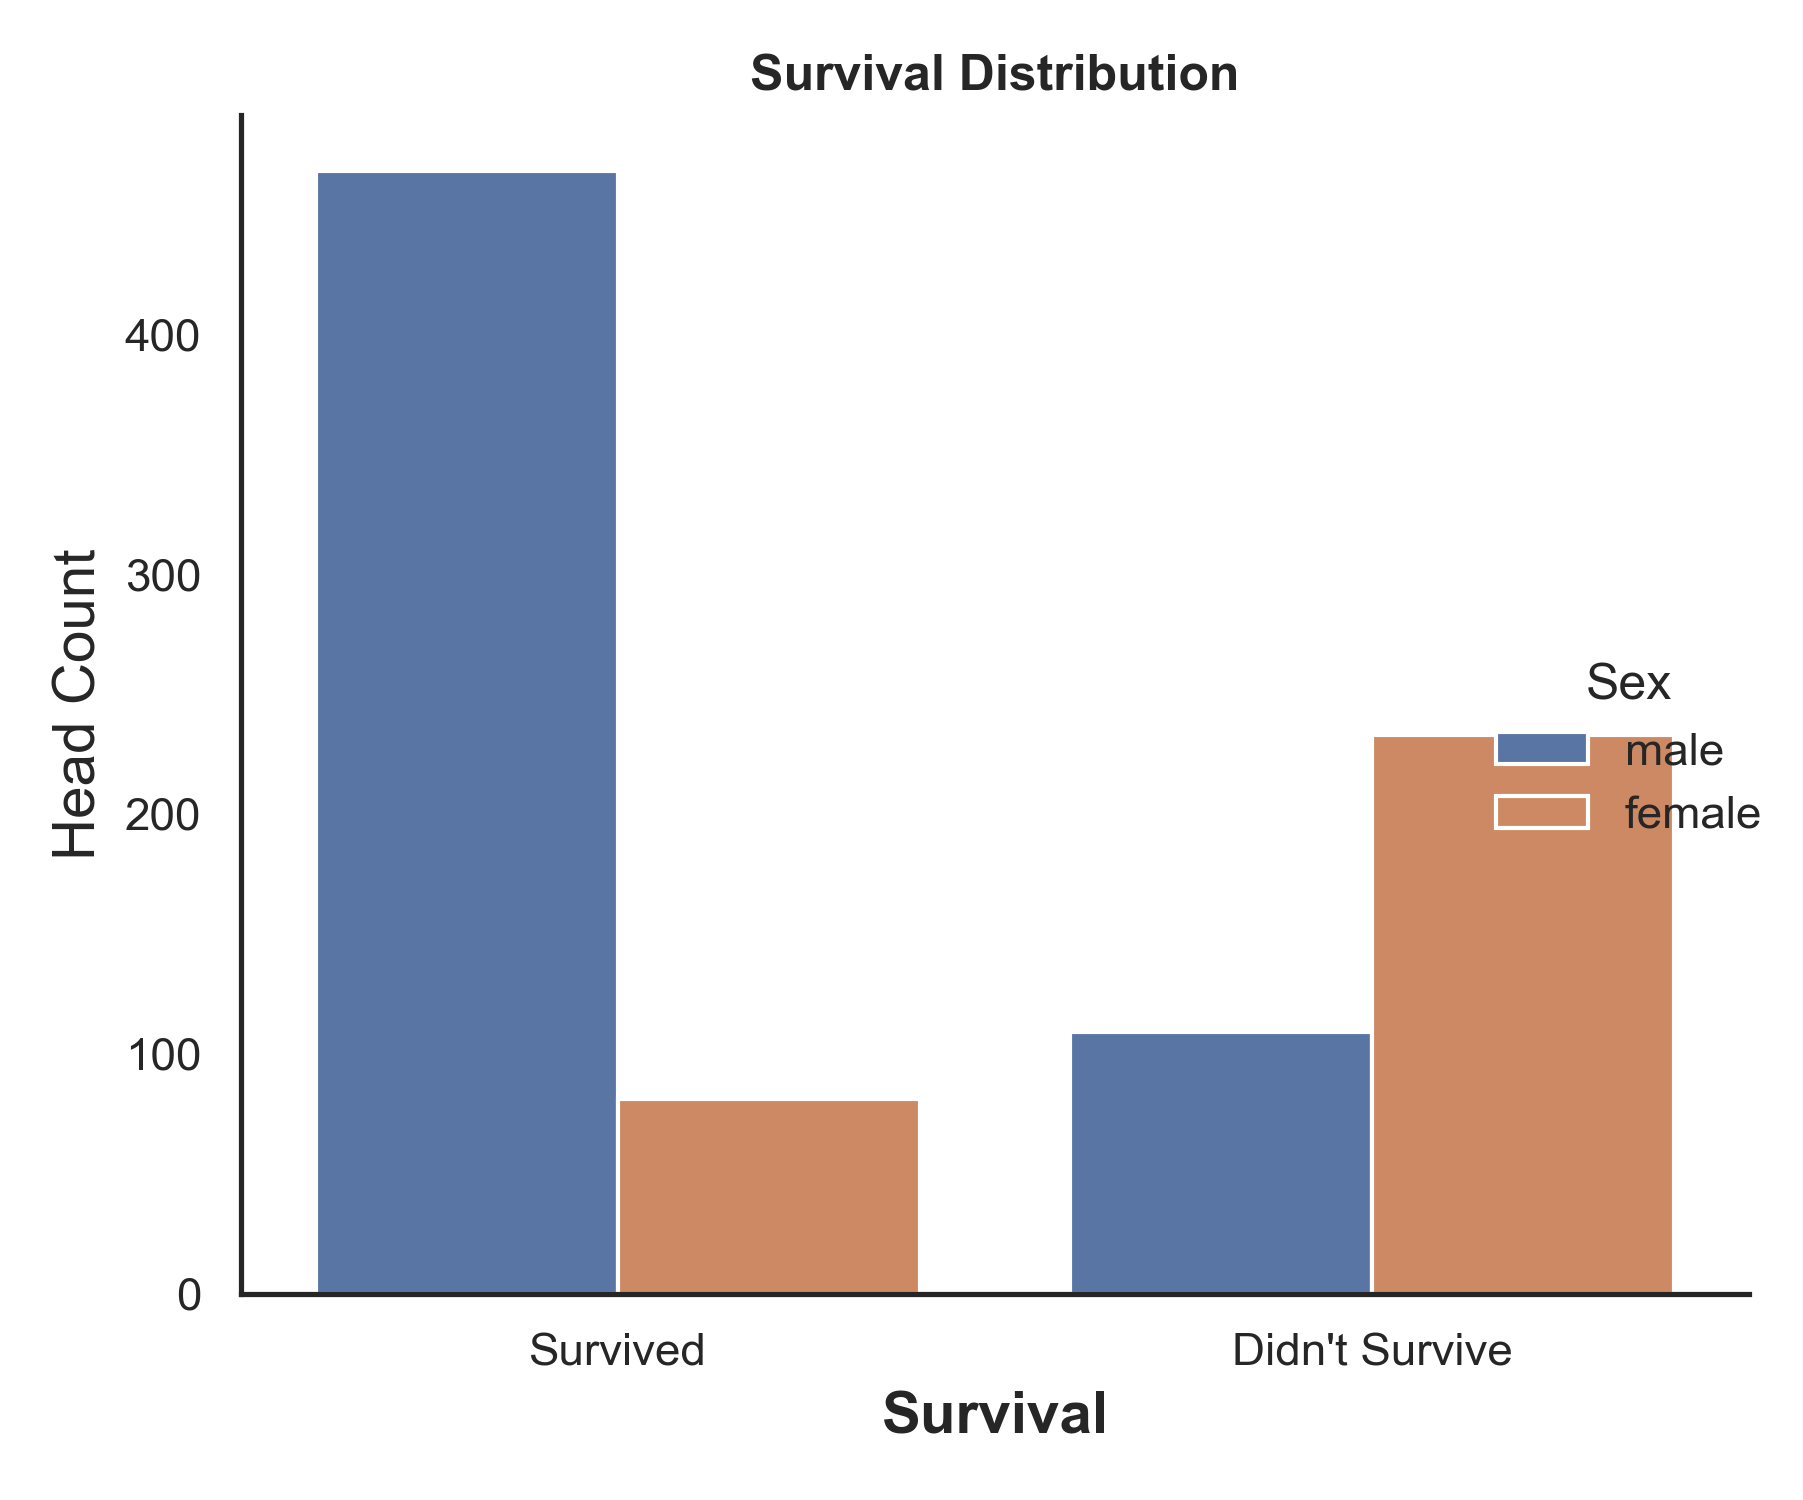 Survival Distribution
Head Count
400
300
200
100
0
Sex
male
female
Survived
Didn't Survive
Survival